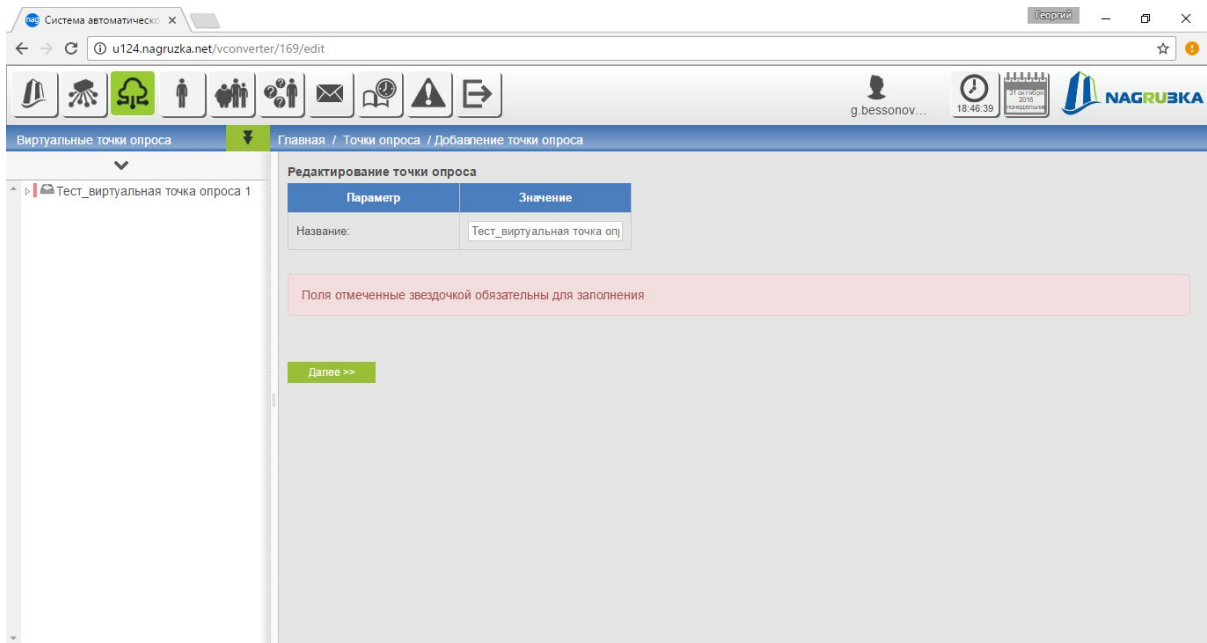 nag
Система автоматическо
Георгий
u124.nagruzka.net/vconverter/169/edit
g.bessonov...
18:46:39
31 октября
2016
понедельник
NAGRUЗKA
Виртуальные точки опроса
Главная / Точки опроса / Добавление точки опроса
Тест_виртуальная точка опроса 1
Редактирование точки опроса
Параметр
Значение
Название:
Тест_виртуальная точка опр
Поля отмеченные звездочкой обязательны для заполнения
Далее >>